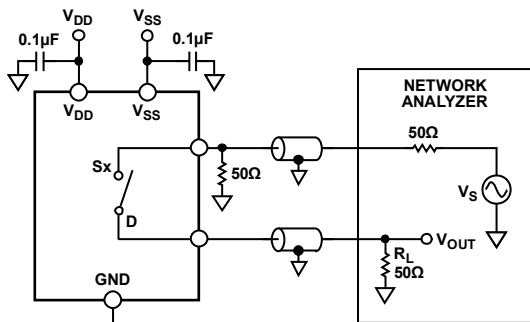 V_DD V_SS
0.1µF 0.1µF
V_DD V_SS
NETWORK
ANALYZER
50Ω
Sx
50Ω
V_S
D
V_OUT
GND
R_L
50Ω